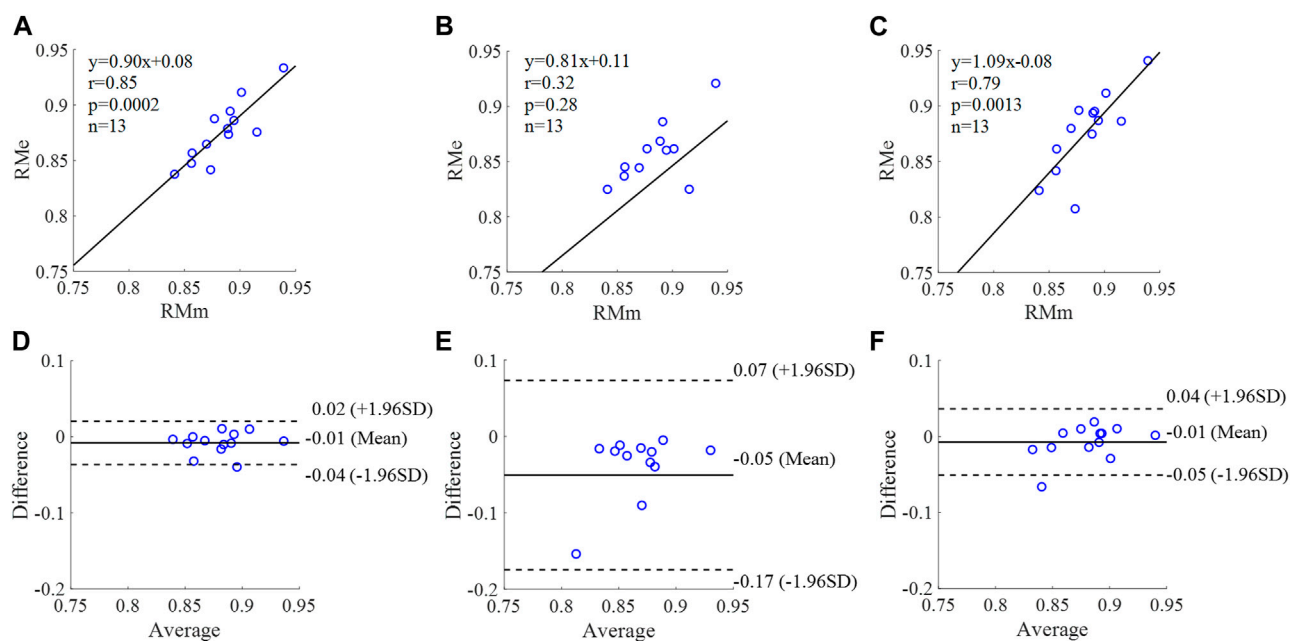 A
0.95
y=0.90x+0.08
r=0.85
p=0.0002
n=13
0.9
0.85
0.8
0.75
RMe
0.75
0.8
0.85
0.9
0.95
RMm
B
0.95
y=0.81x+0.11
r=0.32
p=0.28
n=13
0.9
0.85
0.8
0.75
RMe
0.75
0.8
0.85
0.9
0.95
RMm
C
0.95
y=1.09x-0.08
r=0.79
p=0.0013
n=13
0.9
0.85
0.8
0.75
RMe
0.75
0.8
0.85
0.9
0.95
RMm
D
0.1
0
-0.1
-0.2
Difference
0.02 (+1.96SD)
-0.01 (Mean)
-0.04 (-1.96SD)
0.75
0.8
0.85
0.9
0.95
Average
E
0.1
0
-0.1
-0.2
Difference
0.07 (+1.96SD)
-0.05 (Mean)
-0.17 (-1.96SD)
0.75
0.8
0.85
0.9
0.95
Average
F
0.1
0
-0.1
-0.2
Difference
0.04 (+1.96SD)
-0.01 (Mean)
-0.05 (-1.96SD)
0.75
0.8
0.85
0.9
0.95
Average